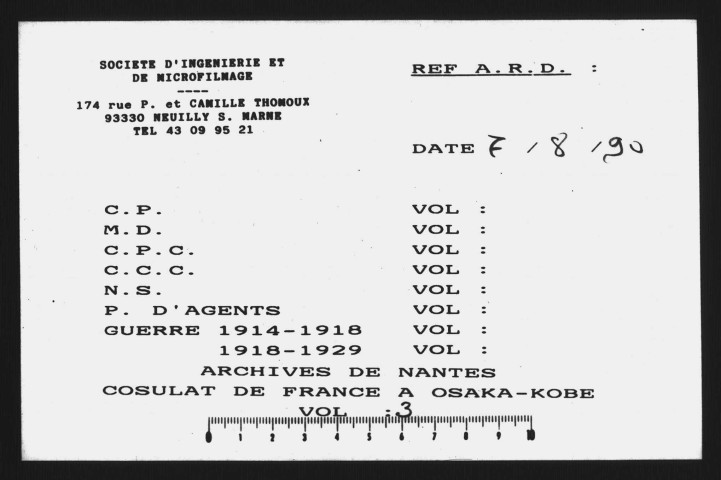 SOCIETE D'INGENIERIE ET
DE MICROFILMAGE
----
174 rue P. et CAMILLE THOMOUX
93330 NEUILLY S. MARNE
TEL 43 09 95 21
REF A.R.D. :
DATE 7 / 8 / 90
C.P. VOL :
M.D. VOL :
C.P.C. VOL :
C.C.C. VOL :
N.S. VOL :
P. D'AGENTS VOL :
GUERRE 1914-1918 VOL :
1918-1929 VOL :
ARCHIVES DE NANTES
COSULAT DE FRANCE A OSAKA-KOBE
VOL : 3
0 1 2 3 4 5 6 7 8 9 10